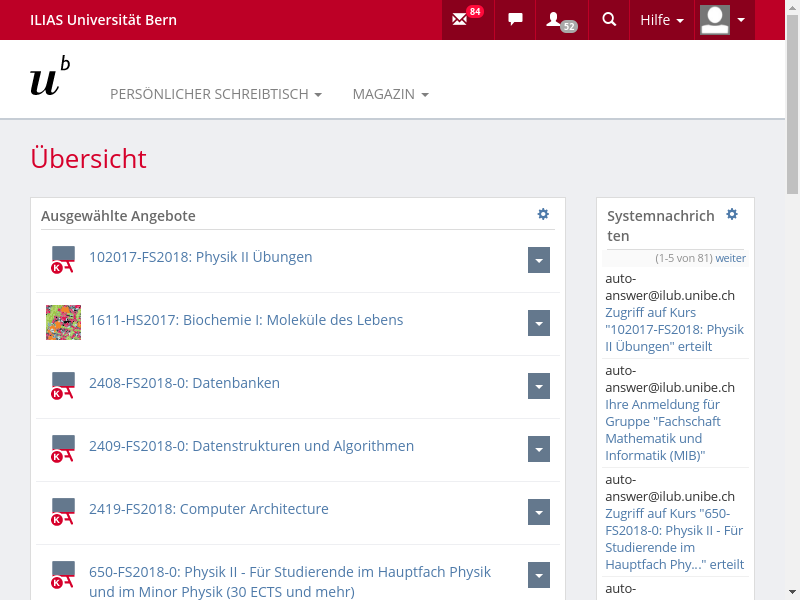 ILIAS Universität Bern
84
52
Hilfe
u^b
PERSÖNLICHER SCHREIBTISCH
MAGAZIN
Übersicht
Ausgewählte Angebote
102017-FS2018: Physik II Übungen
1611-HS2017: Biochemie I: Moleküle des Lebens
2408-FS2018-0: Datenbanken
2409-FS2018-0: Datenstrukturen und Algorithmen
2419-FS2018: Computer Architecture
650-FS2018-0: Physik II - Für Studierende im Hauptfach Physik
und im Minor Physik (30 ECTS und mehr)
Systemnachrich
ten
(1-5 von 81) weiter
auto-
answer@ilub.unibe.ch
Zugriff auf Kurs
"102017-FS2018: Physik
II Übungen" erteilt
auto-
answer@ilub.unibe.ch
Ihre Anmeldung für
Gruppe "Fachschaft
Mathematik und
Informatik (MIB)"
auto-
answer@ilub.unibe.ch
Zugriff auf Kurs "650-
FS2018-0: Physik II - Für
Studierende im
Hauptfach Phy..." erteilt
auto-